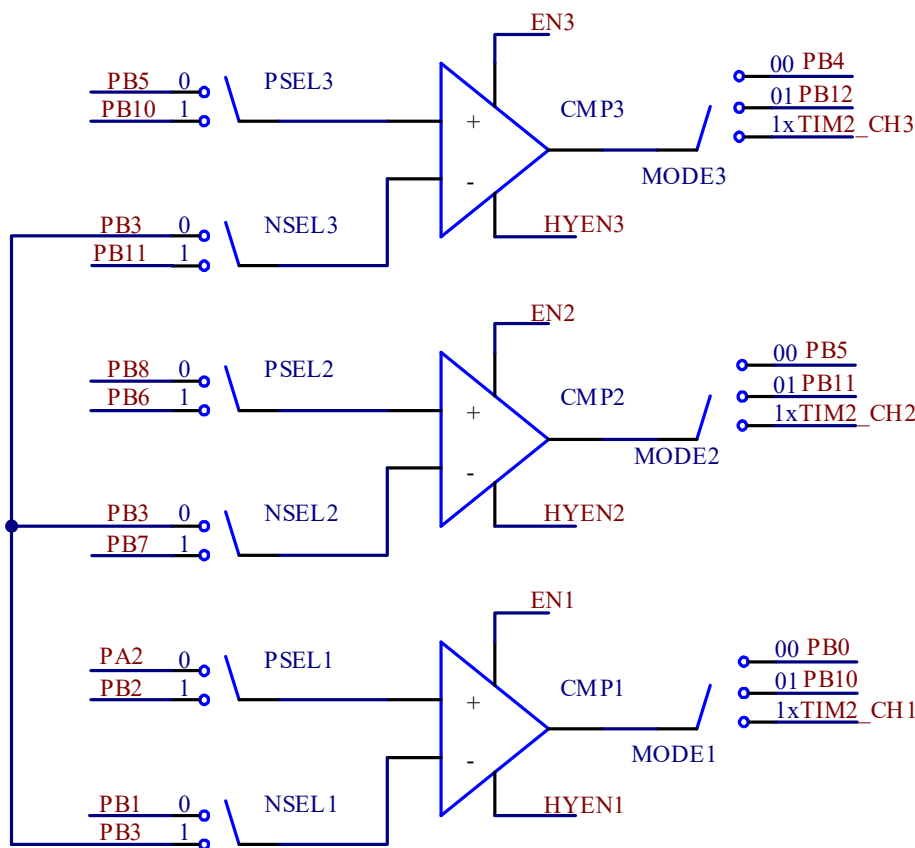 EN3
PB5 0 PSEL3
PB10 1
+
-
CMP3
00 PB4
01 PB12
1x TIM2_CH3
MODE3
PB3 0 NSEL3
PB11 1
HYEN3
EN2
PB8 0 PSEL2
PB6 1
+
-
CMP2
00 PB5
01 PB11
1x TIM2_CH2
MODE2
PB3 0 NSEL2
PB7 1
HYEN2
EN1
PA2 0 PSEL1
PB2 1
+
-
CMP1
00 PB0
01 PB10
1x TIM2_CH1
MODE1
PB1 0 NSEL1
PB3 1
HYEN1